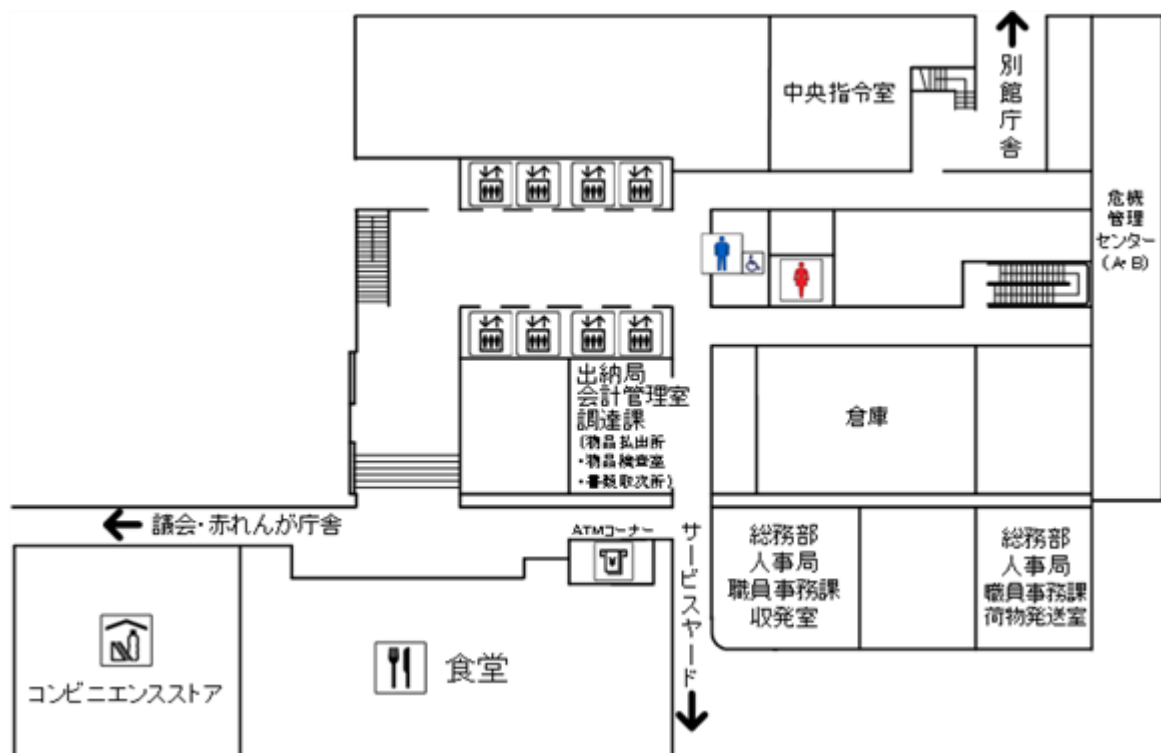 中央指令室
別館庁舎
危機
管理
センター
(A・B)
出納局
会計管理室
調達課
(物品払出所
・物品検査室
・書類取次所)
倉庫
議会・赤れんが庁舎
ATMコーナー
サービスヤード
総務部
人事局
職員事務課
収発室
総務部
人事局
職員事務課
荷物発送室
コンビニエンスストア
食堂